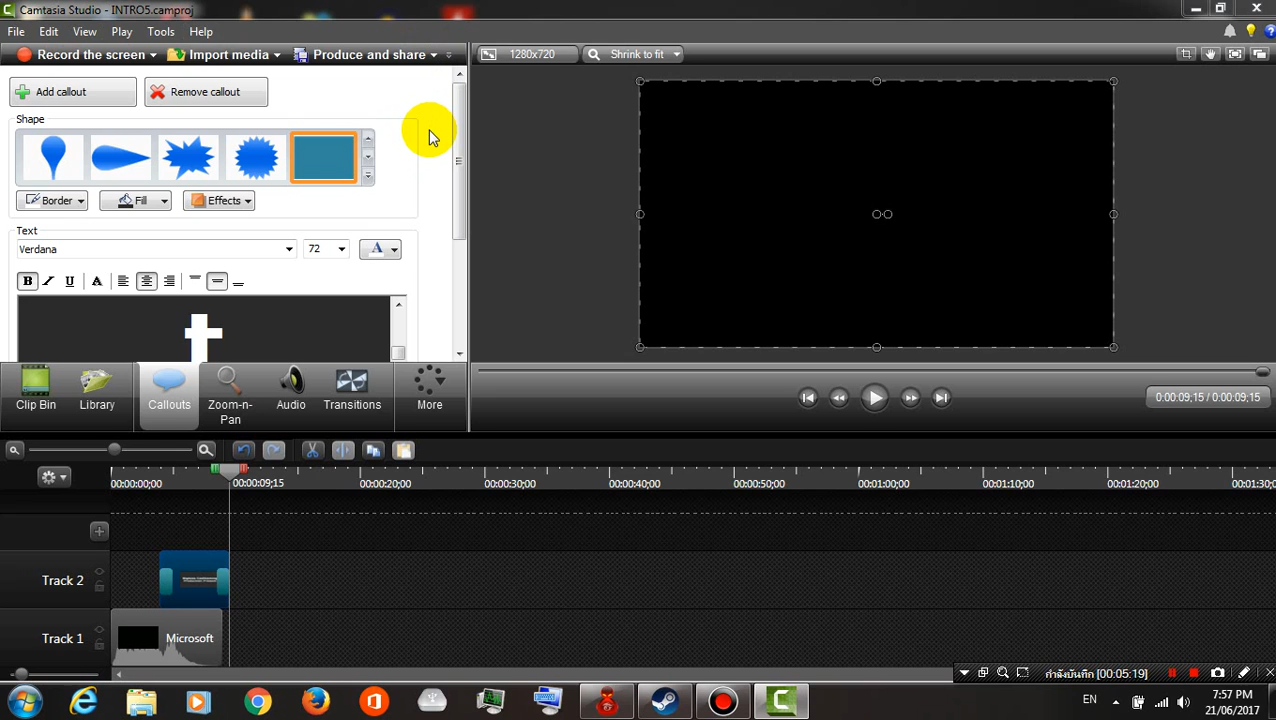 Camtasia Studio - INTRO5.camproj
File Edit View Play Tools Help
Record the screen Import media Produce and share 1280x720 Shrink to fit
Add callout Remove callout
Shape
Border Fill Effects
Text
Verdana 72 A
B I U A
t
Clip Bin Library Callouts Zoom-n-Pan Audio Transitions More
0:00:09;15 / 0:00:09;15
00:00:00;00 00:00:09;15 00:00:20;00 00:00:30;00 00:00:40;00 00:00:50;00 00:01:00;00 00:01:10;00 00:01:20;00 00:01:30;0
Track 2
Track 1 Microsoft
กำลังบันทึก [00:05:19]
EN 7:57 PM
21/06/2017